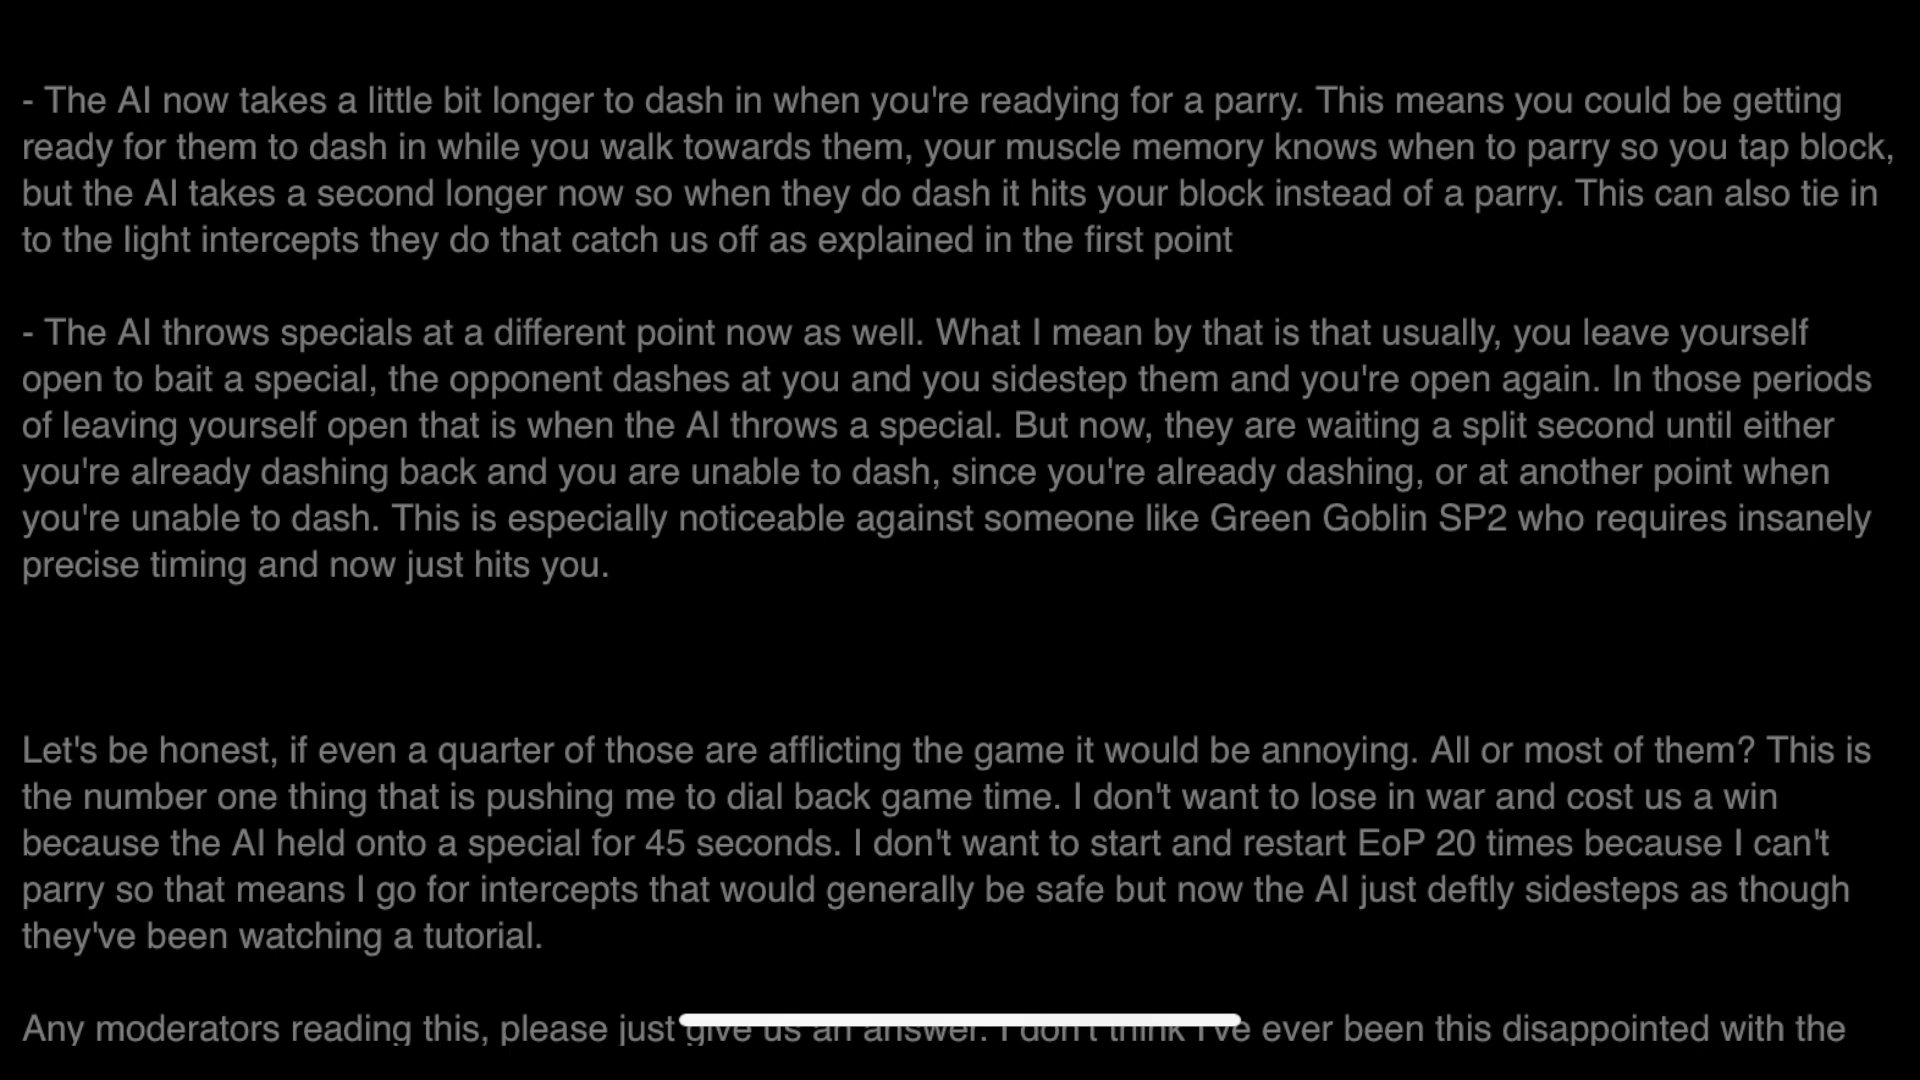 - The AI now takes a little bit longer to dash in when you're readying for a parry. This means you could be getting
ready for them to dash in while you walk towards them, your muscle memory knows when to parry so you tap block,
but the AI takes a second longer now so when they do dash it hits your block instead of a parry. This can also tie in
to the light intercepts they do that catch us off as explained in the first point
- The AI throws specials at a different point now as well. What I mean by that is that usually, you leave yourself
open to bait a special, the opponent dashes at you and you sidestep them and you're open again. In those periods
of leaving yourself open that is when the AI throws a special. But now, they are waiting a split second until either
you're already dashing back and you are unable to dash, since you're already dashing, or at another point when
you're unable to dash. This is especially noticeable against someone like Green Goblin SP2 who requires insanely
precise timing and now just hits you.
Let's be honest, if even a quarter of those are afflicting the game it would be annoying. All or most of them? This is
the number one thing that is pushing me to dial back game time. I don't want to lose in war and cost us a win
because the AI held onto a special for 45 seconds. I don't want to start and restart EoP 20 times because I can't
parry so that means I go for intercepts that would generally be safe but now the AI just deftly sidesteps as though
they've been watching a tutorial.
Any moderators reading this, please just give us an answer. I don't think I've ever been this disappointed with the